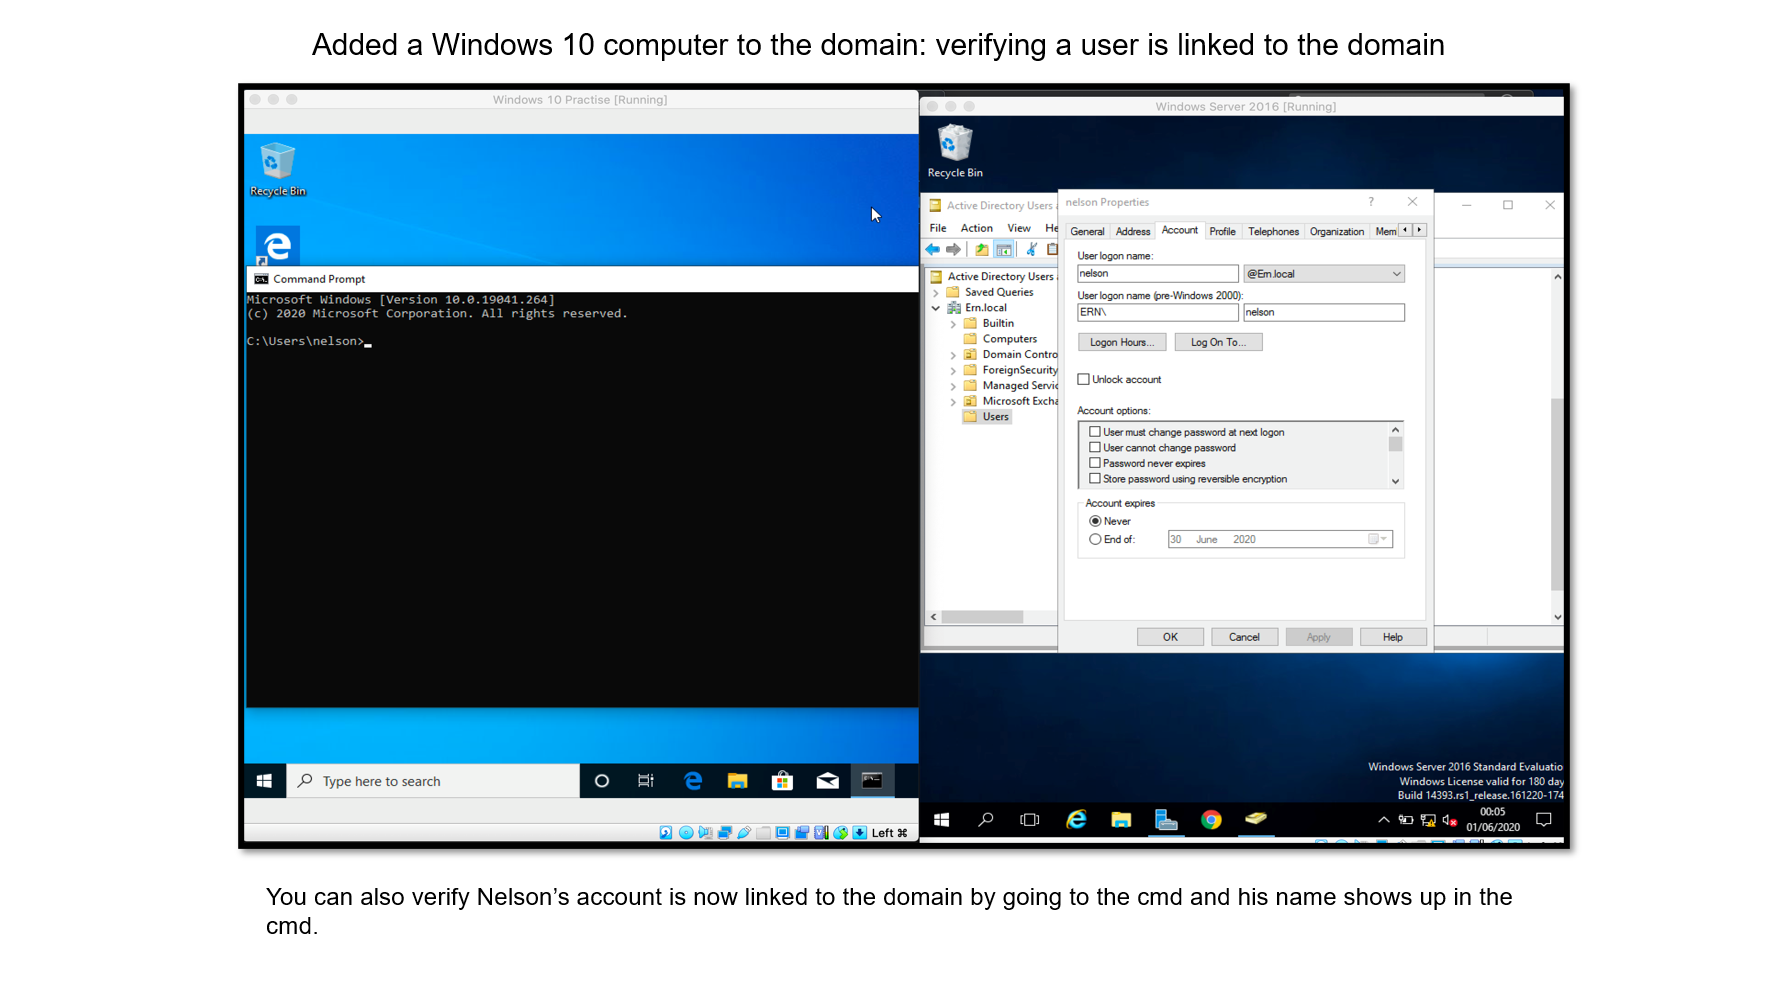 Added a Windows 10 computer to the domain: verifying a user is linked to the domain
Windows 10 Practise [Running]
Recycle Bin
Command Prompt
Microsoft Windows [Version 10.0.19041.264]
(c) 2020 Microsoft Corporation. All rights reserved.
C:\Users\nelson>
Type here to search
Left ⌘
Windows Server 2016 [Running]
Recycle Bin
Active Directory Users a
File Action View He
Active Directory Users a
Saved Queries
Ern.local
Builtin
Computers
Domain Contro
ForeignSecurity
Managed Servic
Microsoft Excha
Users
nelson Properties
General Address Account Profile Telephones Organization Mem
User logon name:
nelson @Ern.local
User logon name (pre-Windows 2000):
ERN\ nelson
Logon Hours... Log On To...
Unlock account
Account options:
User must change password at next logon
User cannot change password
Password never expires
Store password using reversible encryption
Account expires
Never
End of: 30 June 2020
OK Cancel Apply Help
Windows Server 2016 Standard Evaluatio
Windows License valid for 180 day
Build 14393.rs1_release.161220-174
00:05
01/06/2020
You can also verify Nelson’s account is now linked to the domain by going to the cmd and his name shows up in the
cmd.